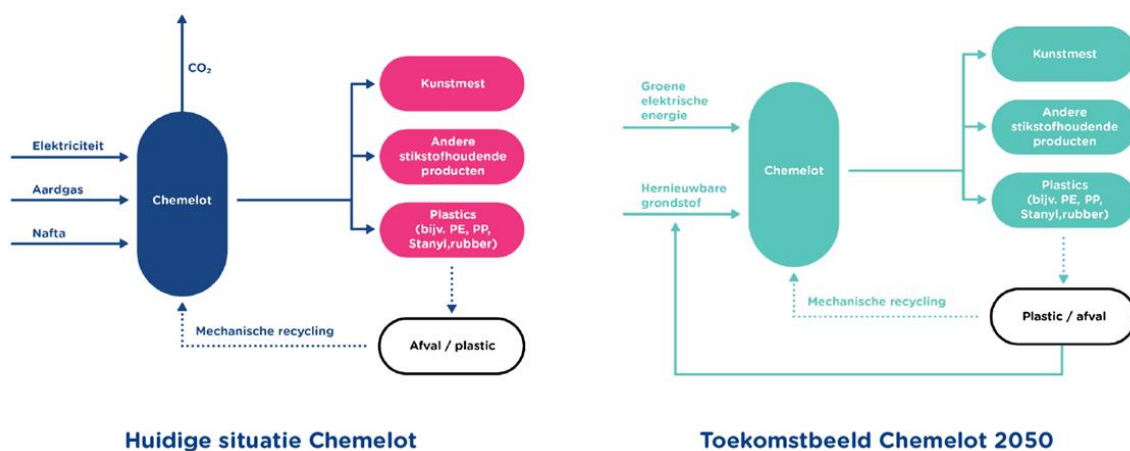 CO₂
Elektriciteit
Aardgas
Nafta
Chemelot
Kunstmest
Andere
stikstofhoudende
producten
Plastics
(bijv. PE, PP,
Stanyl,rubber)
Mechanische recycling
Afval / plastic
Huidige situatie Chemelot
Groene
elektrische
energie
Hernieuwbare
grondstof
Chemelot
Kunstmest
Andere
stikstofhoudende
producten
Plastics
(bijv. PE, PP,
Stanyl,rubber)
Mechanische recycling
Plastic / afval
Toekomstbeeld Chemelot 2050